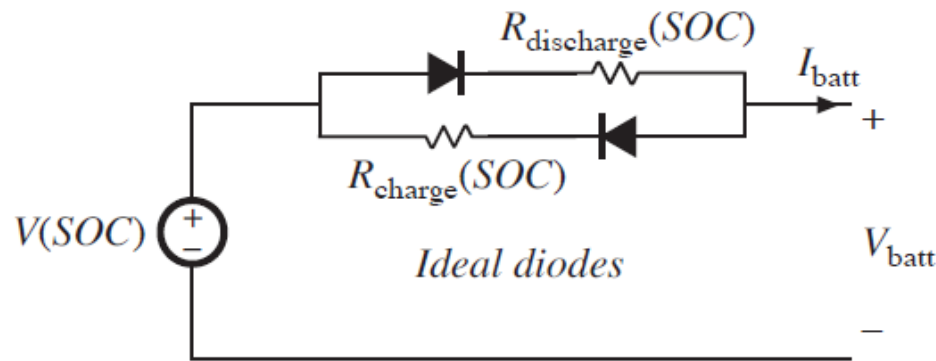 R_discharge(SOC)
I_batt
+
R_charge(SOC)
V(SOC)
+
−
Ideal diodes
V_batt
−